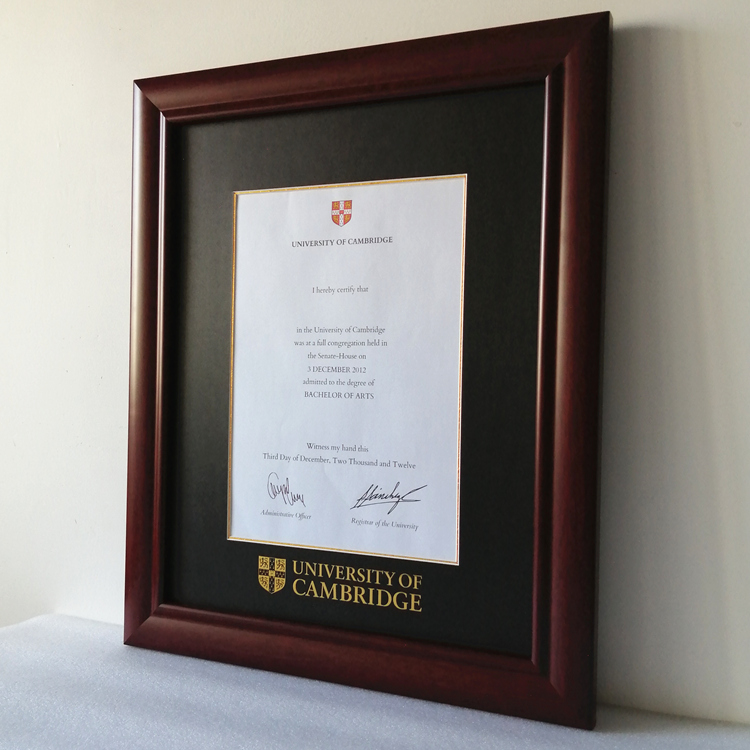 UNIVERSITY OF CAMBRIDGE
I hereby certify that
in the University of Cambridge
was at a full congregation held in
the Senate-House on
3 DECEMBER 2012
admitted to the degree of
BACHELOR OF ARTS
Witness my hand this
Third Day of December, Two Thousand and Twelve
Administrative Officer
Registrar of the University
UNIVERSITY OF
CAMBRIDGE